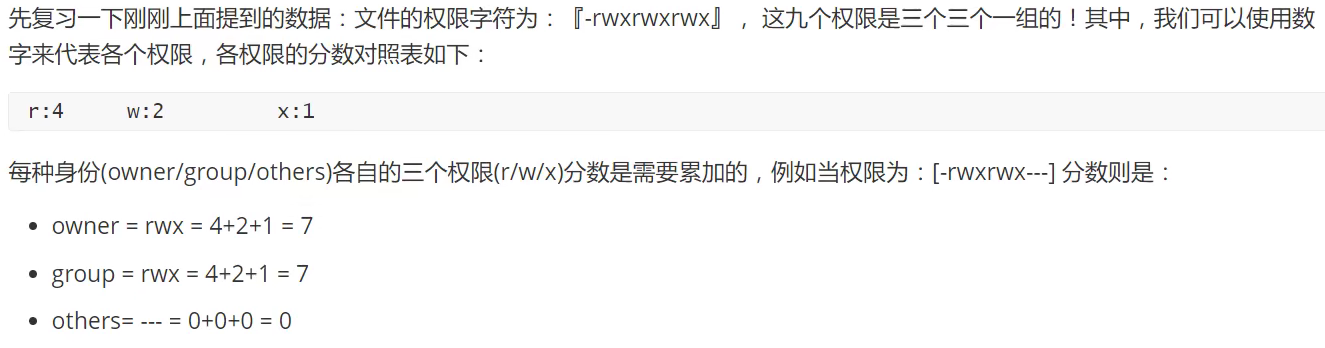 先复习一下刚刚上面提到的数据：文件的权限字符为：『-rwxrwxrwx』， 这九个权限是三个三个一组的！其中，我们可以使用数
字来代表各个权限，各权限的分数对照表如下：
r:4 w:2 x:1
每种身份(owner/group/others)各自的三个权限(r/w/x)分数是需要累加的，例如当权限为：[-rwxrwx---] 分数则是：
• owner = rwx = 4+2+1 = 7
• group = rwx = 4+2+1 = 7
• others= --- = 0+0+0 = 0